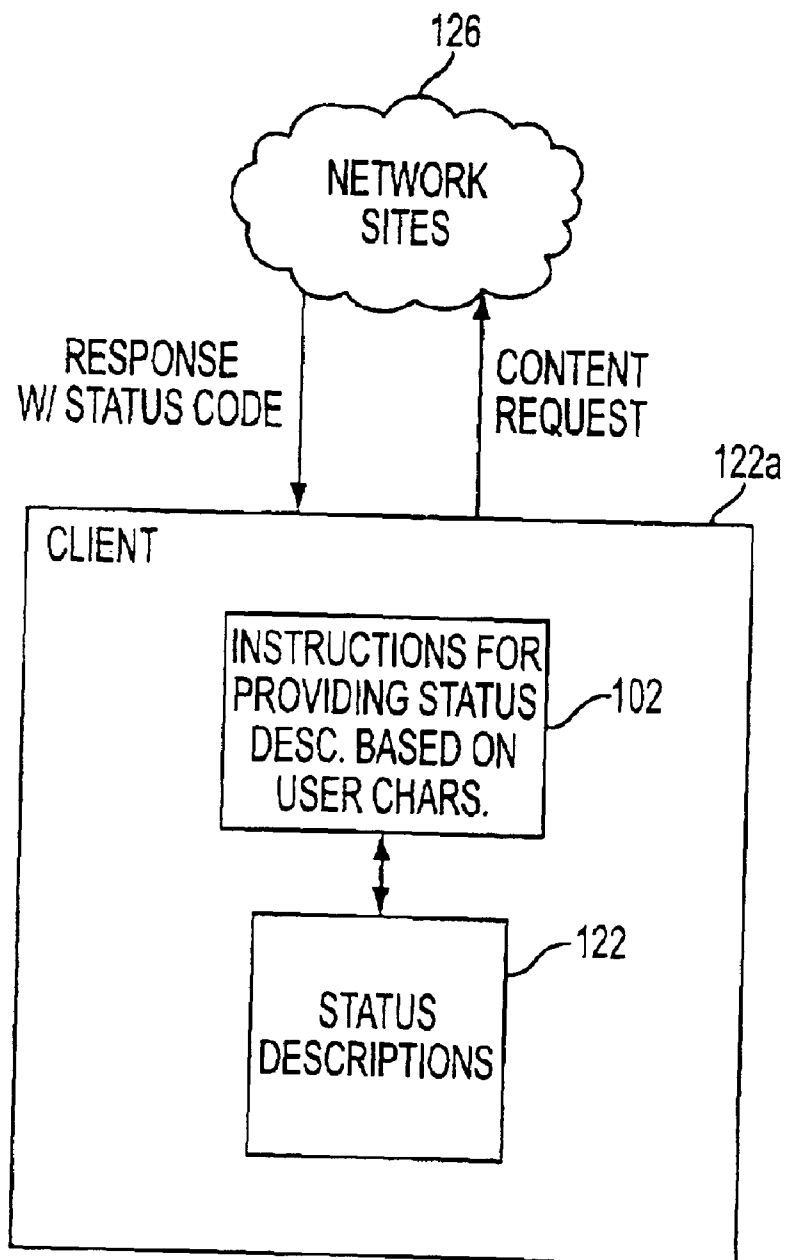 126
NETWORK
SITES
RESPONSE
W/ STATUS CODE
CONTENT
REQUEST
122a
CLIENT
INSTRUCTIONS FOR
PROVIDING STATUS
DESC. BASED ON
USER CHARS.
102
122
STATUS
DESCRIPTIONS